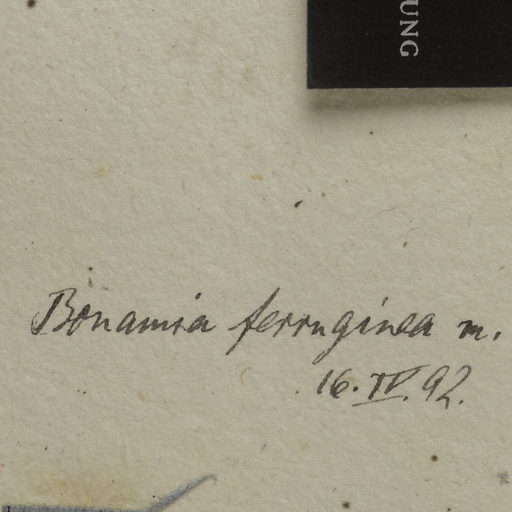 UNG
Bonamia ferruginea m.
16. IV. 92.